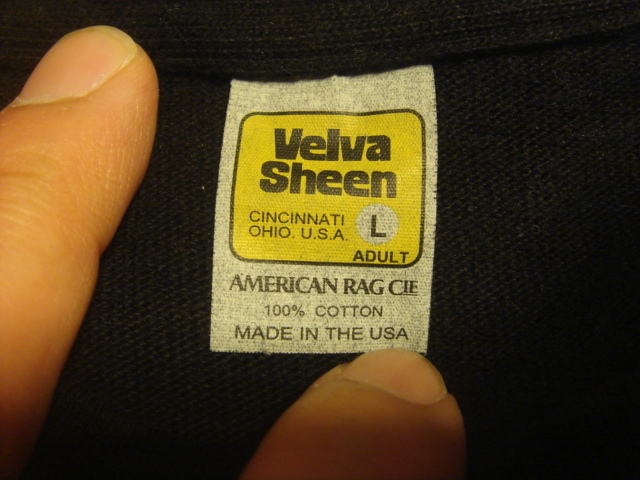 Velva
Sheen
CINCINNATI
OHIO. U.S.A.
L
ADULT
AMERICAN RAG CIE
100% COTTON
MADE IN THE USA